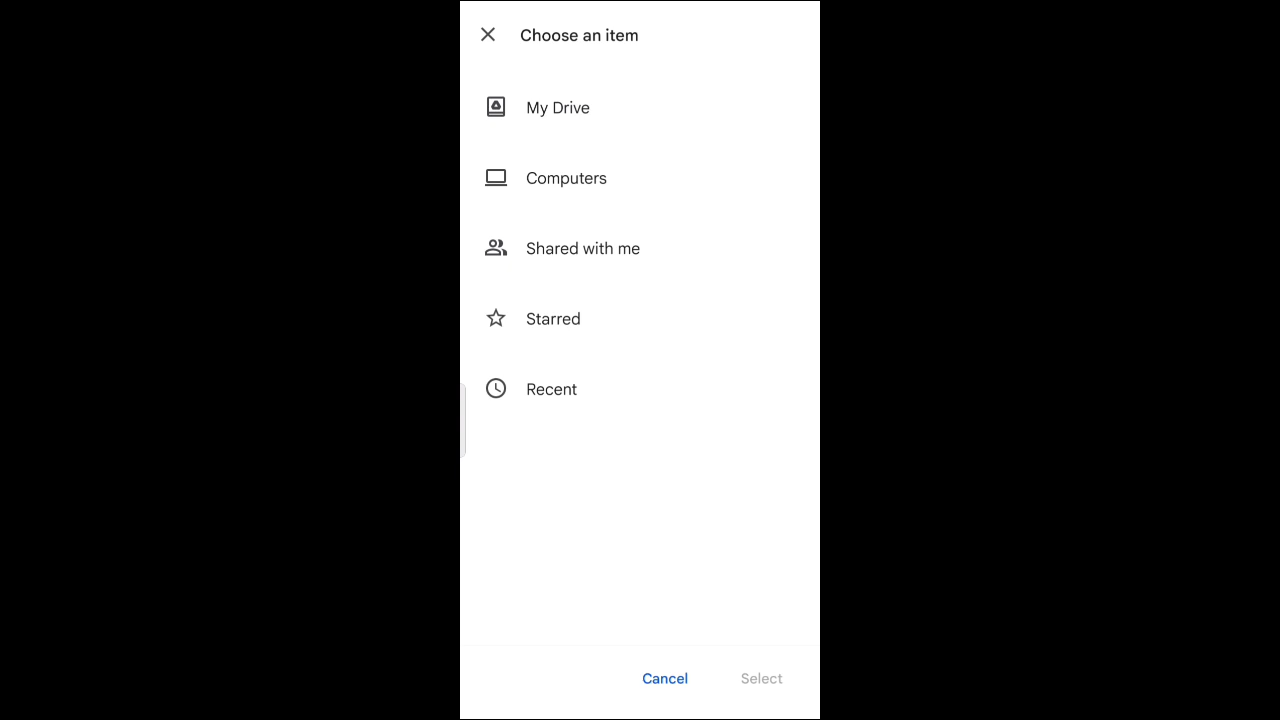 Choose an item
My Drive
Computers
Shared with me
Starred
Recent
Cancel Select